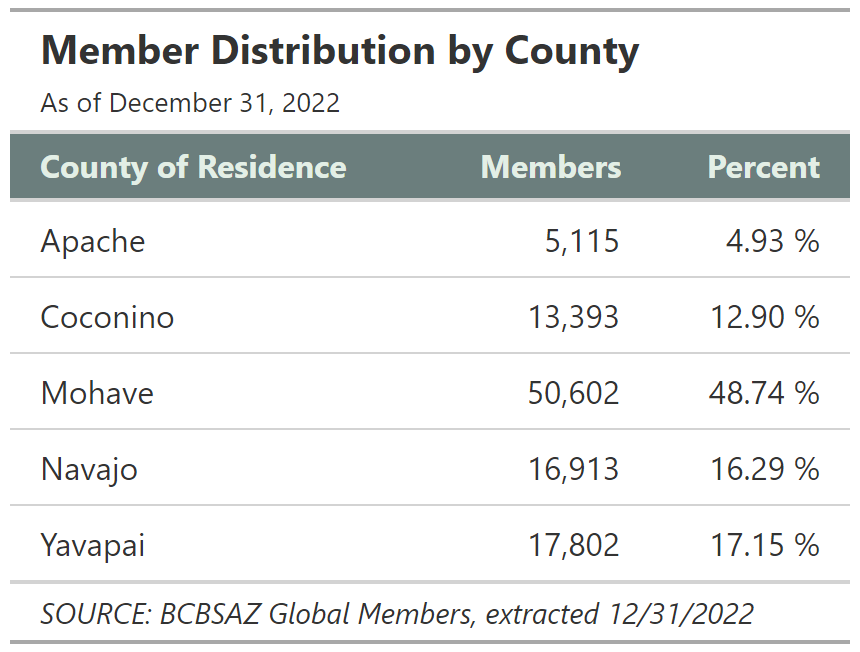 Member Distribution by County
As of December 31, 2022
County of Residence Members Percent
Apache 5,115 4.93 %
Coconino 13,393 12.90 %
Mohave 50,602 48.74 %
Navajo 16,913 16.29 %
Yavapai 17,802 17.15 %
SOURCE: BCBSAZ Global Members, extracted 12/31/2022